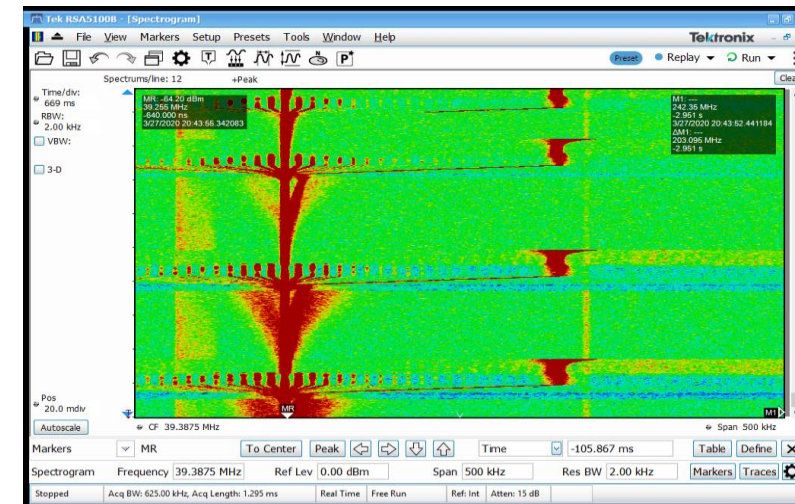 Tek RSA5100B - [Spectrogram]
File View Markers Setup Presets Tools Window Help
Tektronix
Preset Replay Run
Spectrums/line: 12 +Peak
Clea
Time/div:
669 ms
RBW:
2.00 kHz
VBW:
3-D
MR: -64.20 dBm
39.255 MHz
-640.000 ns
3/27/2020 20:43:55.342083
M1: ---
242.35 MHz
-2.951 s
3/27/2020 20:43:52.441184
ΔM1: ---
203.095 MHz
-2.951 s
Pos
20.0 mdiv
MR
M1
Autoscale
CF 39.3875 MHz
Span 500 kHz
Markers MR To Center Peak Time -105.867 ms Table Define
Spectrogram Frequency 39.3875 MHz Ref Lev 0.00 dBm Span 500 kHz Res BW 2.00 kHz Markers Traces
Stopped Acq BW: 625.00 kHz, Acq Length: 1.295 ms Real Time Free Run Ref: Int Atten: 15 dB